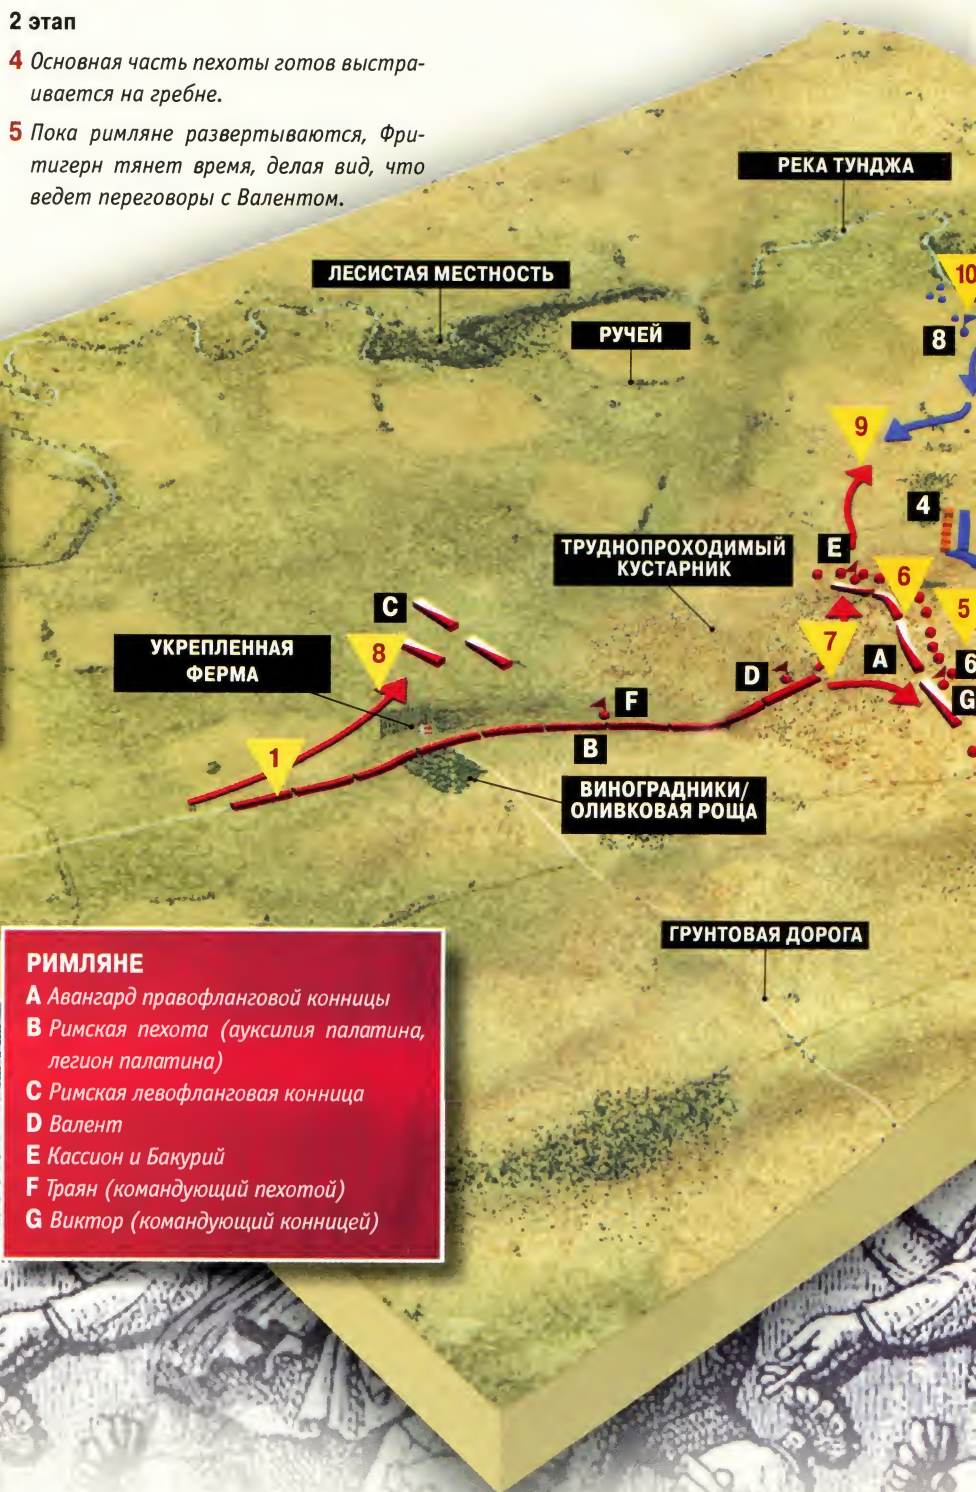 2 этап
4 Основная часть пехоты готов выстра-
ивается на гребне.
5 Пока римляне развертываются, Фри-
тигерн тянет время, делая вид, что
ведет переговоры с Валентом.
РЕКА ТУНДЖА
ЛЕСИСТАЯ МЕСТНОСТЬ
10
РУЧЕЙ
8
9
4
ТРУДНОПРОХОДИМЫЙ
КУСТАРНИК
E
6
C
5
УКРЕПЛЕННАЯ
ФЕРМА
8
7
A
6
D
F
G
B
1
ВИНОГРАДНИКИ/
ОЛИВКОВАЯ РОЩА
ГРУНТОВАЯ ДОРОГА
РИМЛЯНЕ
A Авангард правофланговой конницы
B Римская пехота (ауксилия палатина,
легион палатина)
C Римская левофланговая конница
D Валент
E Кассион и Бакурий
F Траян (командующий пехотой)
G Виктор (командующий конницей)